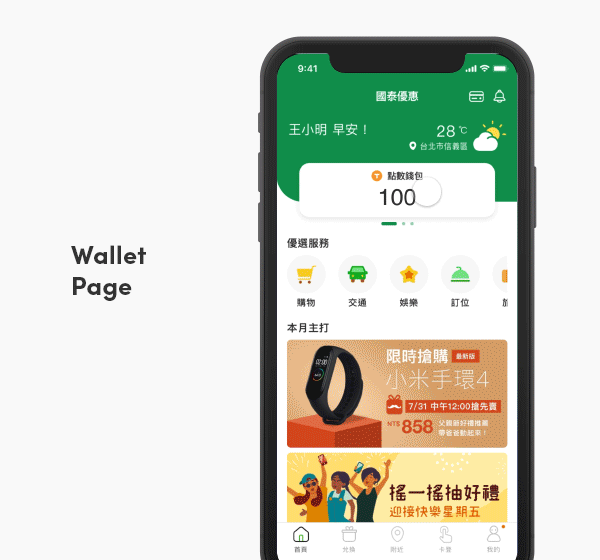 Wallet
Page
9:41
國泰優惠
王小明 早安！
28 ℃
台北市信義區
點數錢包
100
優選服務
購物
交通
娛樂
訂位
本月主打
限時搶購 最新版
小米手環4
7/31 中午12:00搶先賣
NT$ 858 父親節好禮推薦
帶爸爸動起來！
搖一搖抽好禮
迎接快樂星期五
首頁
兌換
附近
卡登
我的